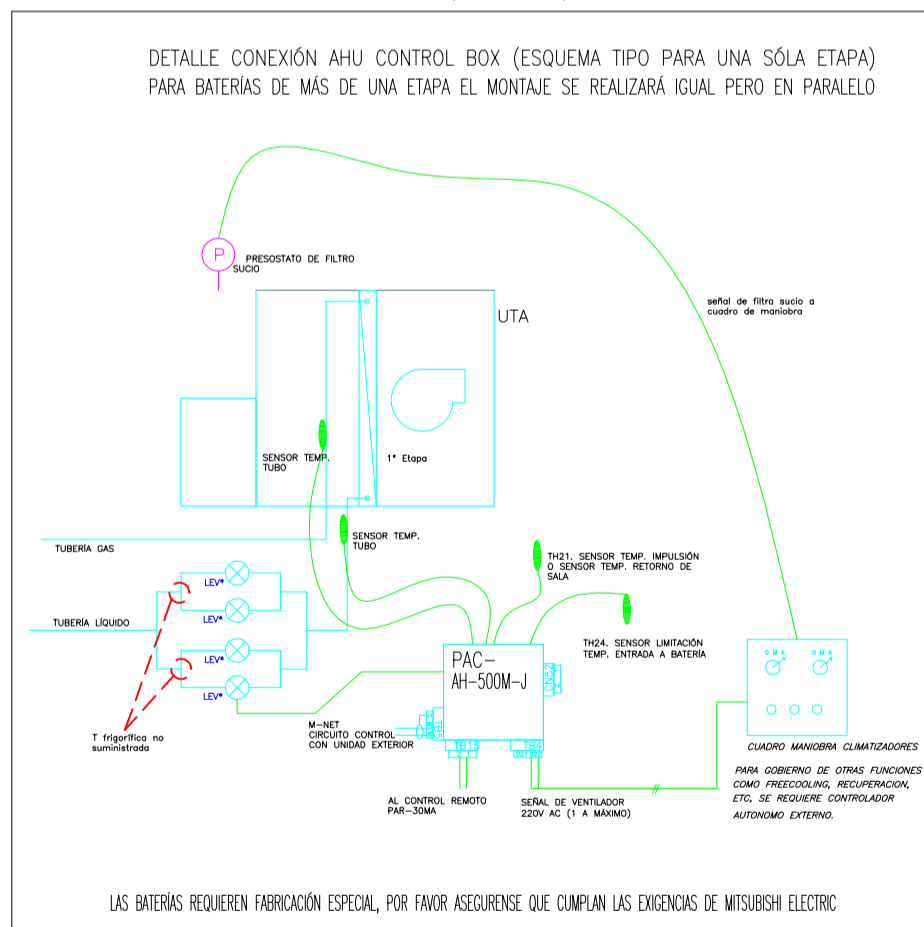 DETALLE CONEXIÓN AHU CONTROL BOX (ESQUEMA TIPO PARA UNA SÓLA ETAPA)
PARA BATERÍAS DE MÁS DE UNA ETAPA EL MONTAJE SE REALIZARÁ IGUAL PERO EN PARALELO
P
PRESOSTATO DE FILTRO
SUCIO
señal de filtro sucio a
cuadro de maniobra
UTA
SENSOR TEMP.
TUBO
1ª Etapa
SENSOR TEMP.
TUBO
TUBERÍA GAS
TH21. SENSOR TEMP. IMPULSIÓN
O SENSOR TEMP. RETORNO DE
SALA
LEV*
LEV*
TUBERÍA LÍQUIDO
LEV*
LEV*
TH24. SENSOR LIMITACIÓN
TEMP. ENTRADA A BATERÍA
PAC-
AH-500M-J
CN52
O M A
O M A
T frigorífica no
suministrada
M-NET
CIRCUITO CONTROL
CON UNIDAD EXTERIOR
TB5
TB15
TB4
CUADRO MANIOBRA CLIMATIZADORES
PARA GOBIERNO DE OTRAS FUNCIONES
COMO FREECOOLING, RECUPERACION,
ETC, SE REQUIERE CONTROLADOR
AUTONOMO EXTERNO.
AL CONTROL REMOTO
PAR-30MA
SEÑAL DE VENTILADOR
220V AC (1 A MÁXIMO)
LAS BATERÍAS REQUIEREN FABRICACIÓN ESPECIAL, POR FAVOR ASEGURENSE QUE CUMPLAN LAS EXIGENCIAS DE MITSUBISHI ELECTRIC